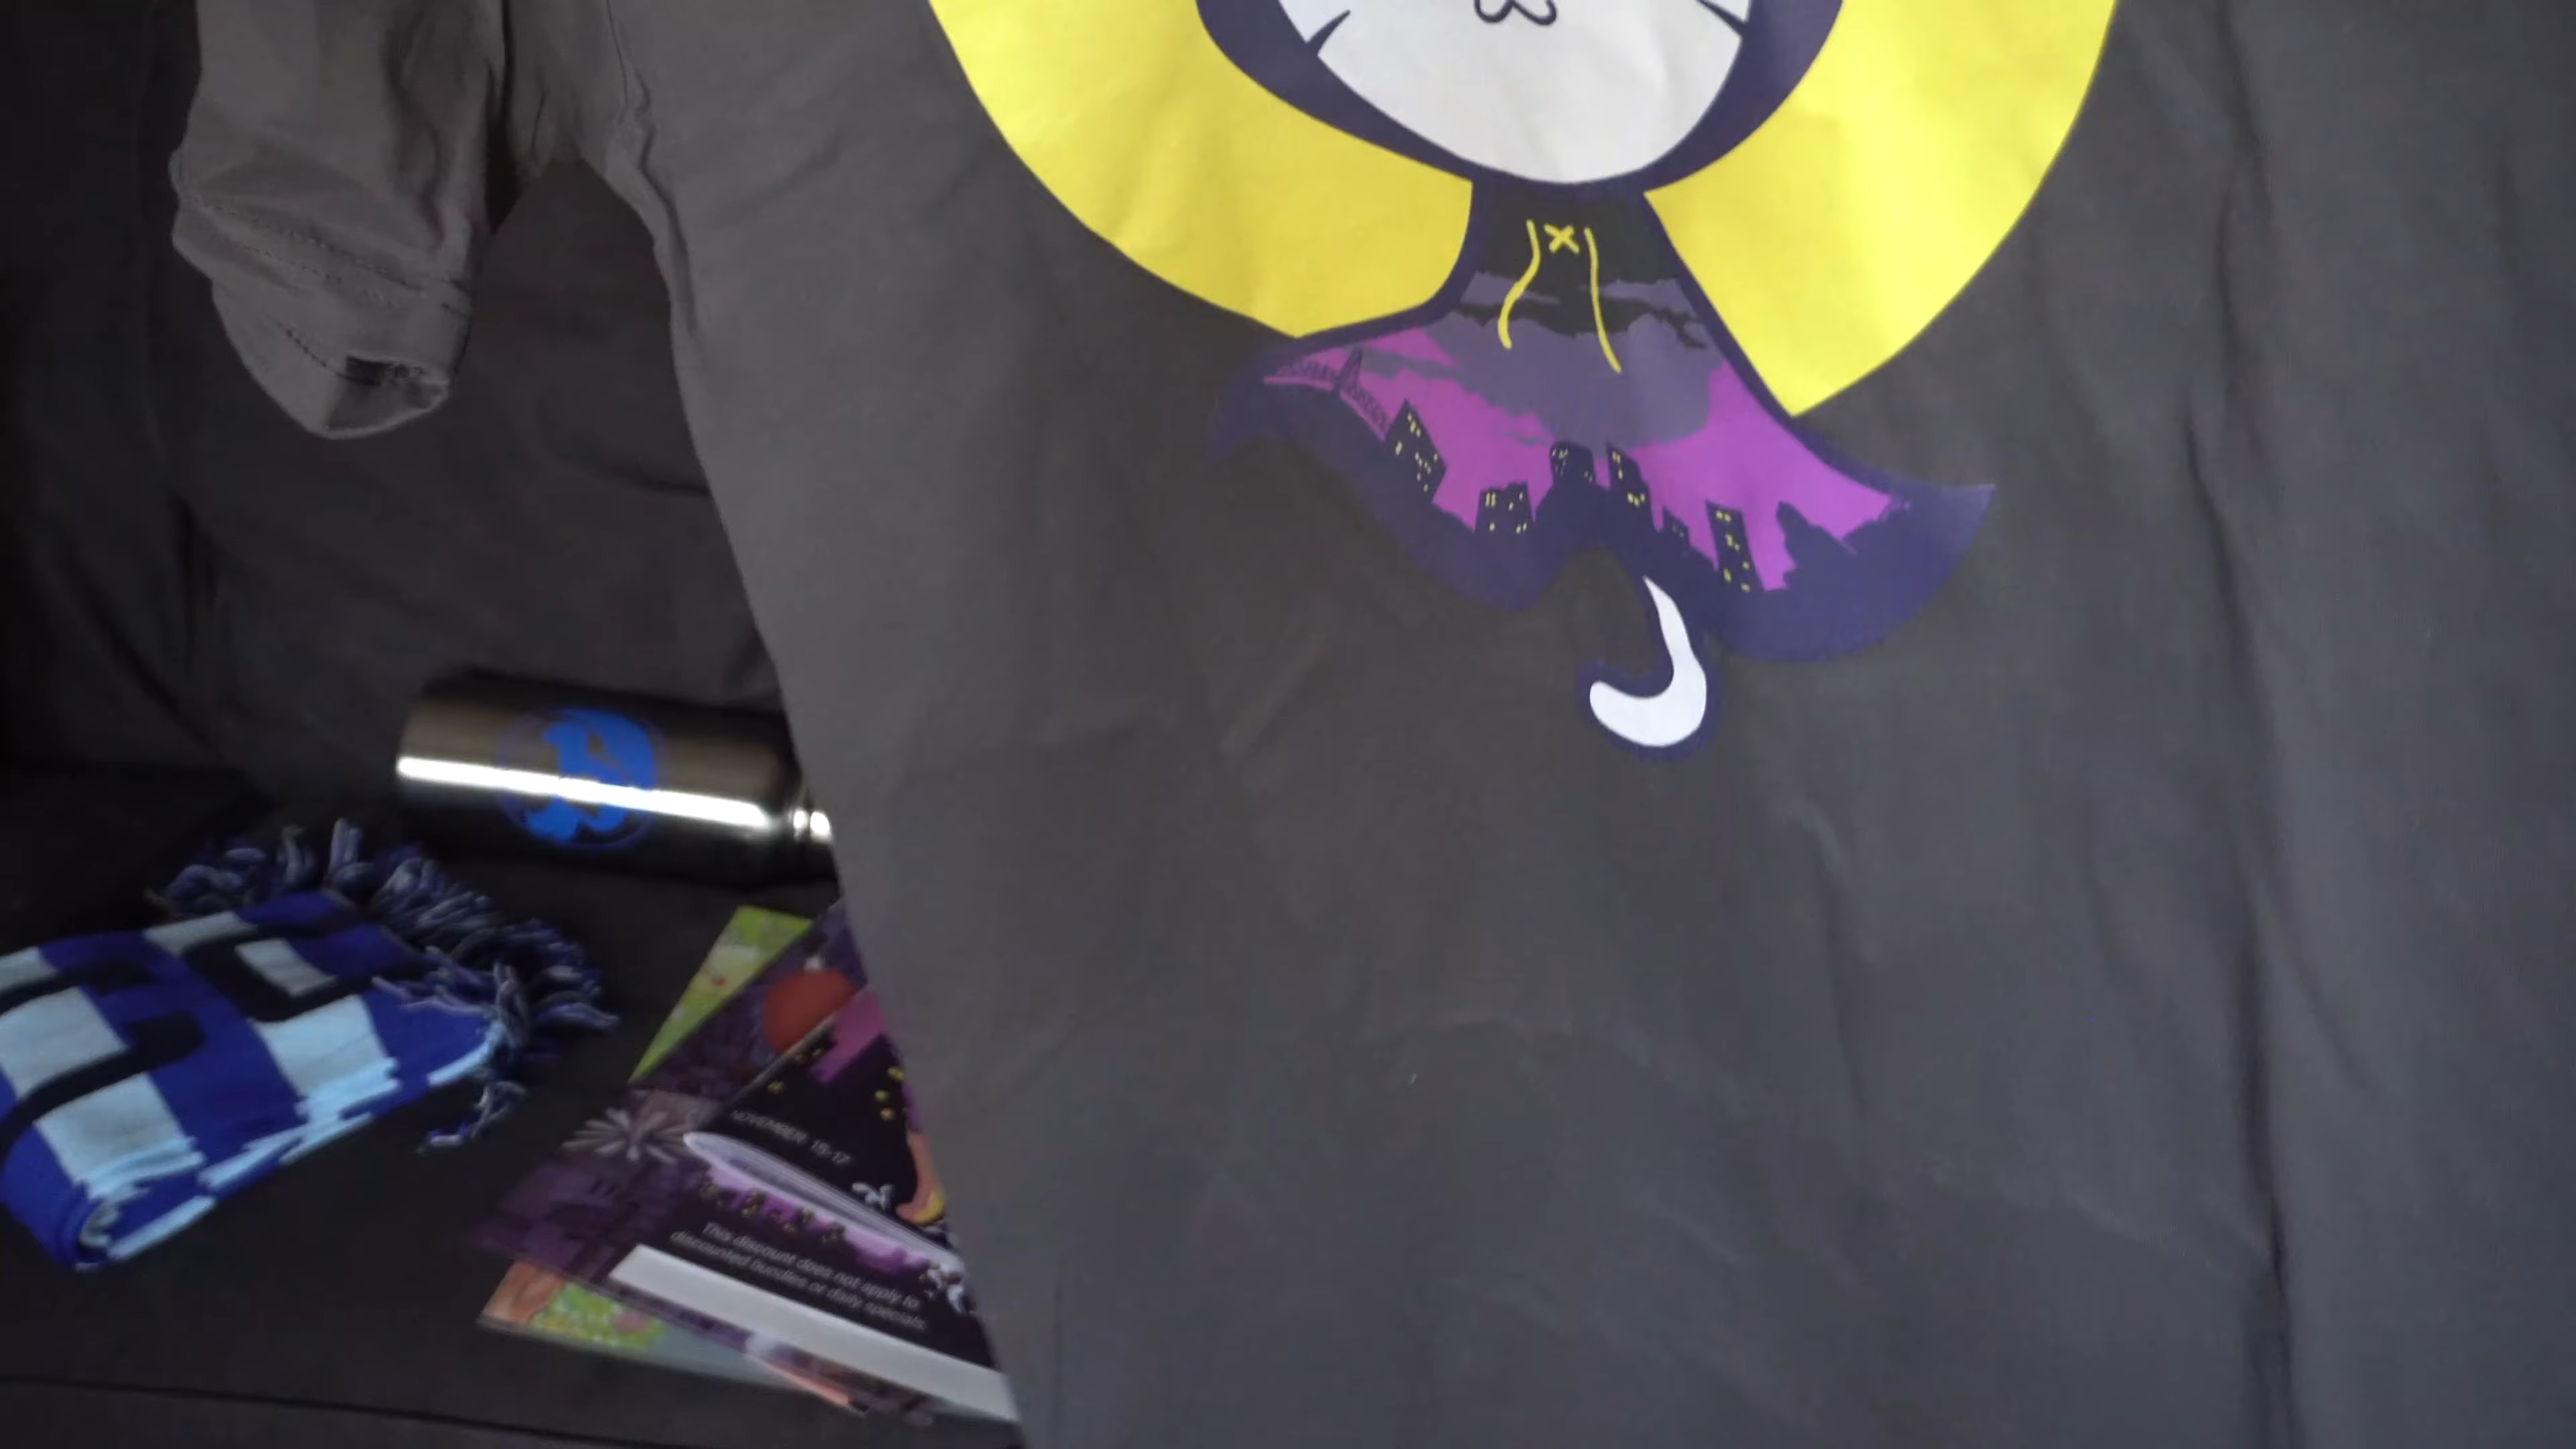 NOVEMBER 15-17
This discount does not apply to
discounted bundles or daily specials.